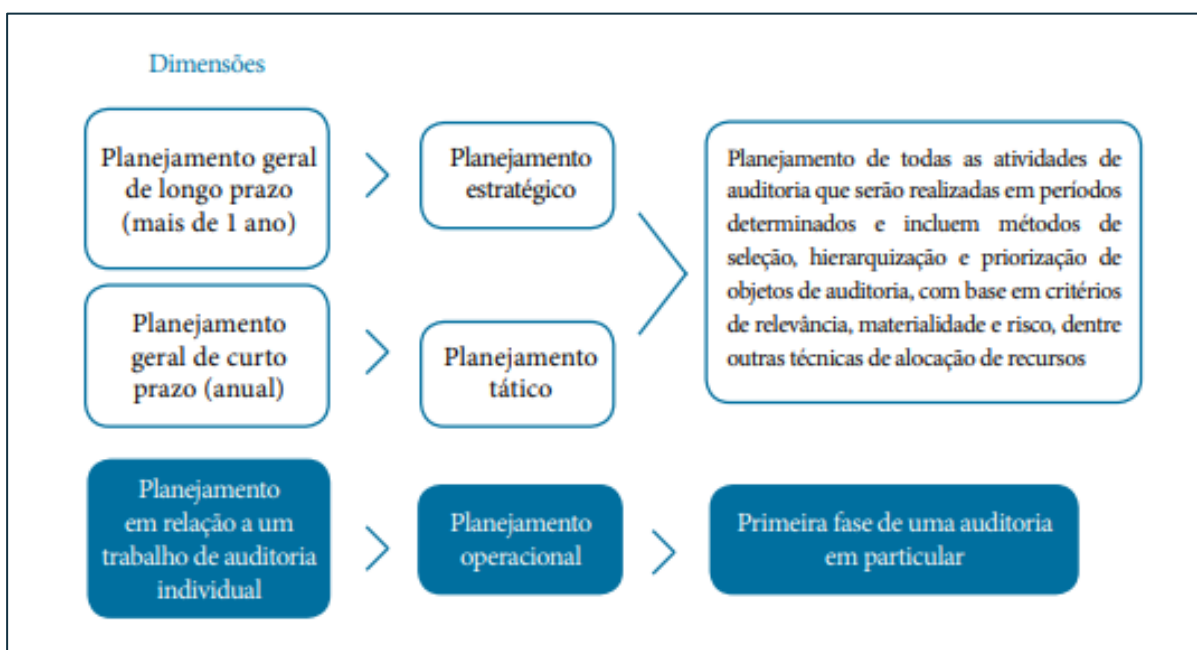 Dimensões
Planejamento geral
de longo prazo
(mais de 1 ano)
Planejamento
estratégico
Planejamento de todas as atividades de
auditoria que serão realizadas em períodos
determinados e incluem métodos de
seleção, hierarquização e priorização de
objetos de auditoria, com base em critérios
de relevância, materialidade e risco, dentre
outras técnicas de alocação de recursos
Planejamento
geral de curto
prazo (anual)
Planejamento
tático
Planejamento
em relação a um
trabalho de auditoria
individual
Planejamento
operacional
Primeira fase de uma auditoria
em particular